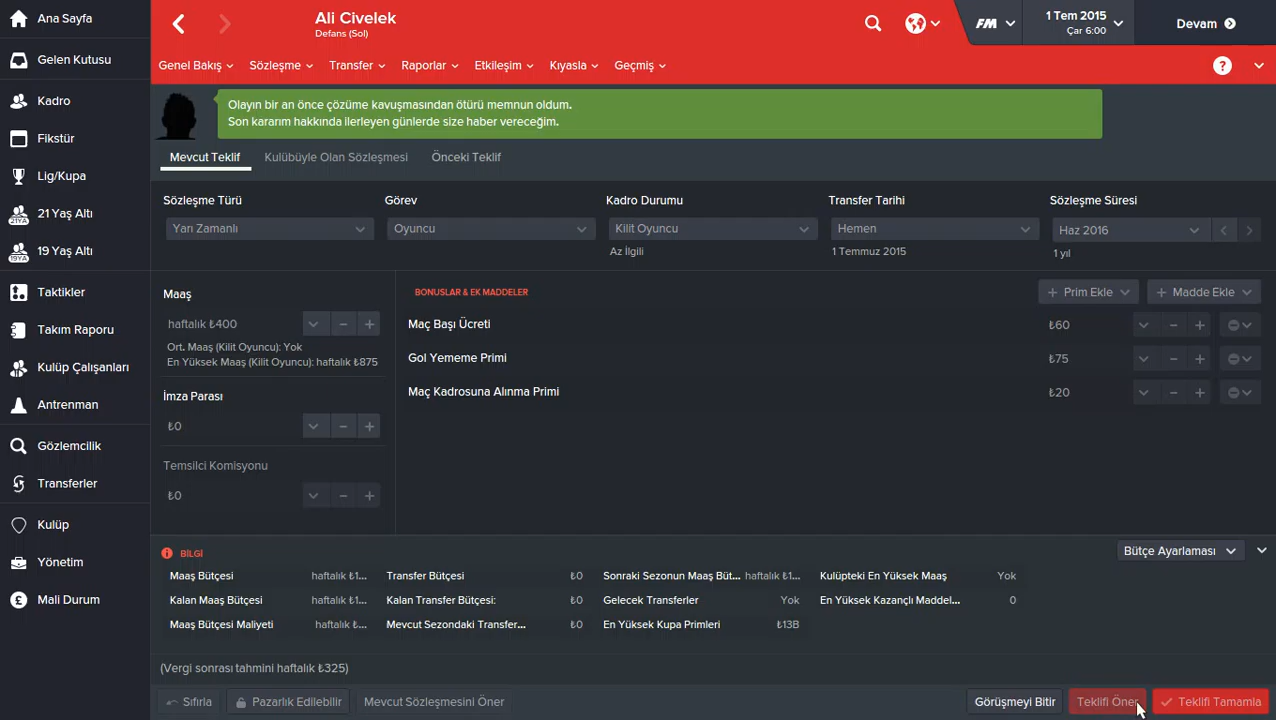 Ana Sayfa
Gelen Kutusu
Kadro
Fikstür
Lig/Kupa
21YA
21 Yaş Altı
19YA
19 Yaş Altı
Taktikler
Takım Raporu
Kulüp Çalışanları
Antrenman
Gözlemcilik
Transferler
Kulüp
Yönetim
Mali Durum
Ali Civelek
Defans (Sol)
FM
1 Tem 2015
Çar 6:00
Devam
Genel Bakış
Sözleşme
Transfer
Raporlar
Etkileşim
Kıyasla
Geçmiş
?
Olayın bir an önce çözüme kavuşmasından ötürü memnun oldum.
Son kararım hakkında ilerleyen günlerde size haber vereceğim.
Mevcut Teklif
Kulübüyle Olan Sözleşmesi
Önceki Teklif
Sözleşme Türü
Görev
Kadro Durumu
Transfer Tarihi
Sözleşme Süresi
Yarı Zamanlı
Oyuncu
Kilit Oyuncu
Hemen
Haz 2016
Az İlgili
1 Temmuz 2015
1 yıl
Maaş
haftalık ₺400
Ort. Maaş (Kilit Oyuncu): Yok
En Yüksek Maaş (Kilit Oyuncu): haftalık ₺875
İmza Parası
₺0
Temsilci Komisyonu
₺0
BONUSLAR & EK MADDELER
Prim Ekle
Madde Ekle
Maç Başı Ücreti ₺60
Gol Yememe Primi ₺75
Maç Kadrosuna Alınma Primi ₺20
BİLGİ
Bütçe Ayarlaması
Maaş Bütçesi haftalık ₺1...
Transfer Bütçesi ₺0
Sonraki Sezonun Maaş Büt... haftalık ₺1...
Kulüpteki En Yüksek Maaş Yok
Kalan Maaş Bütçesi haftalık ₺1...
Kalan Transfer Bütçesi: ₺0
Gelecek Transferler Yok
En Yüksek Kazançlı Maddel... 0
Maaş Bütçesi Maliyeti haftalık ₺...
Mevcut Sezondaki Transfer... ₺0
En Yüksek Kupa Primleri ₺13B
(Vergi sonrası tahmini haftalık ₺325)
Sıfırla
Pazarlık Edilebilir
Mevcut Sözleşmesini Öner
Görüşmeyi Bitir
Teklifi Öner
Teklifi Tamamla